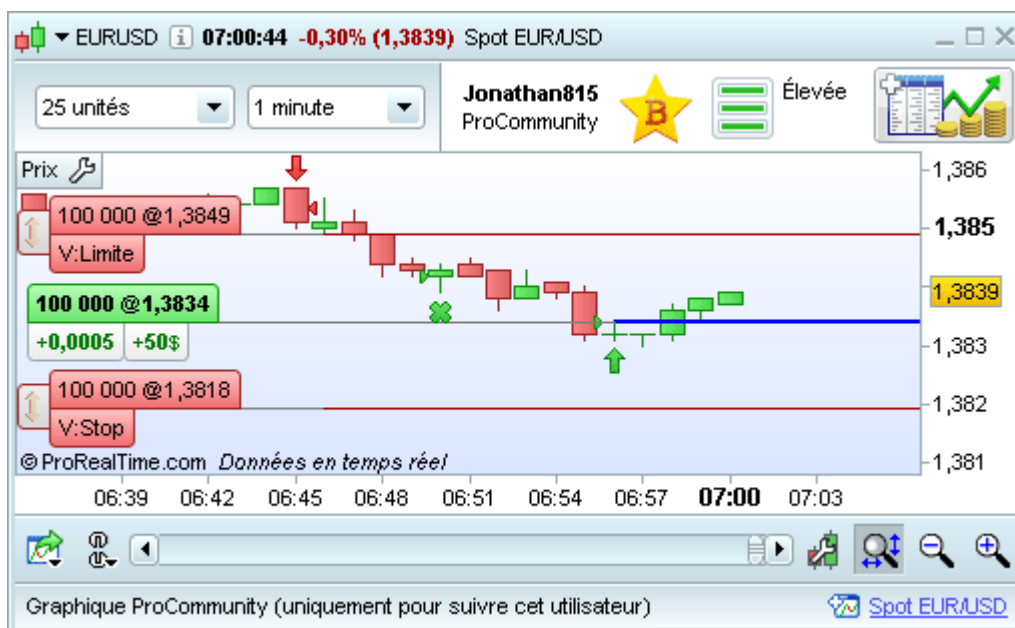 EURUSD 07:00:44 -0,30% (1,3839) Spot EUR/USD
25 unités
1 minute
Jonathan815
ProCommunity
B
Élevée
Prix
100 000 @1,3849
V:Limite
100 000 @1,3834
+0,0005 +50$
100 000 @1,3818
V:Stop
1,386
1,385
1,3839
1,383
1,382
1,381
© ProRealTime.com Données en temps réel
06:39 06:42 06:45 06:48 06:51 06:54 06:57 07:00 07:03
Graphique ProCommunity (uniquement pour suivre cet utilisateur)
Spot EUR/USD